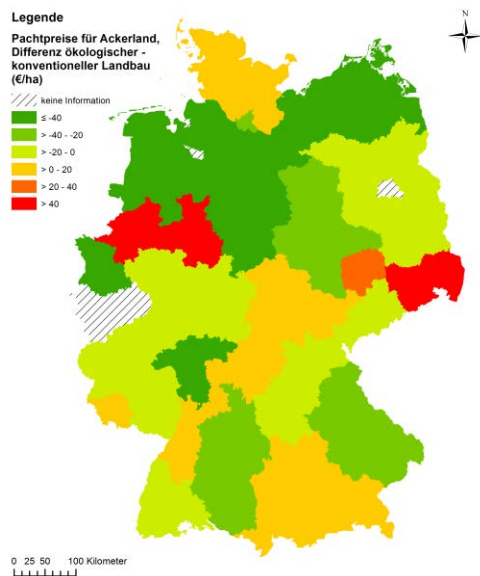 Legende
Pachtpreise für Ackerland,
Differenz ökologischer -
konventioneller Landbau
(€/ha)
keine Information
≤ -40
> -40 - -20
> -20 - 0
> 0 - 20
> 20 - 40
> 40
N
0 25 50 100 Kilometer